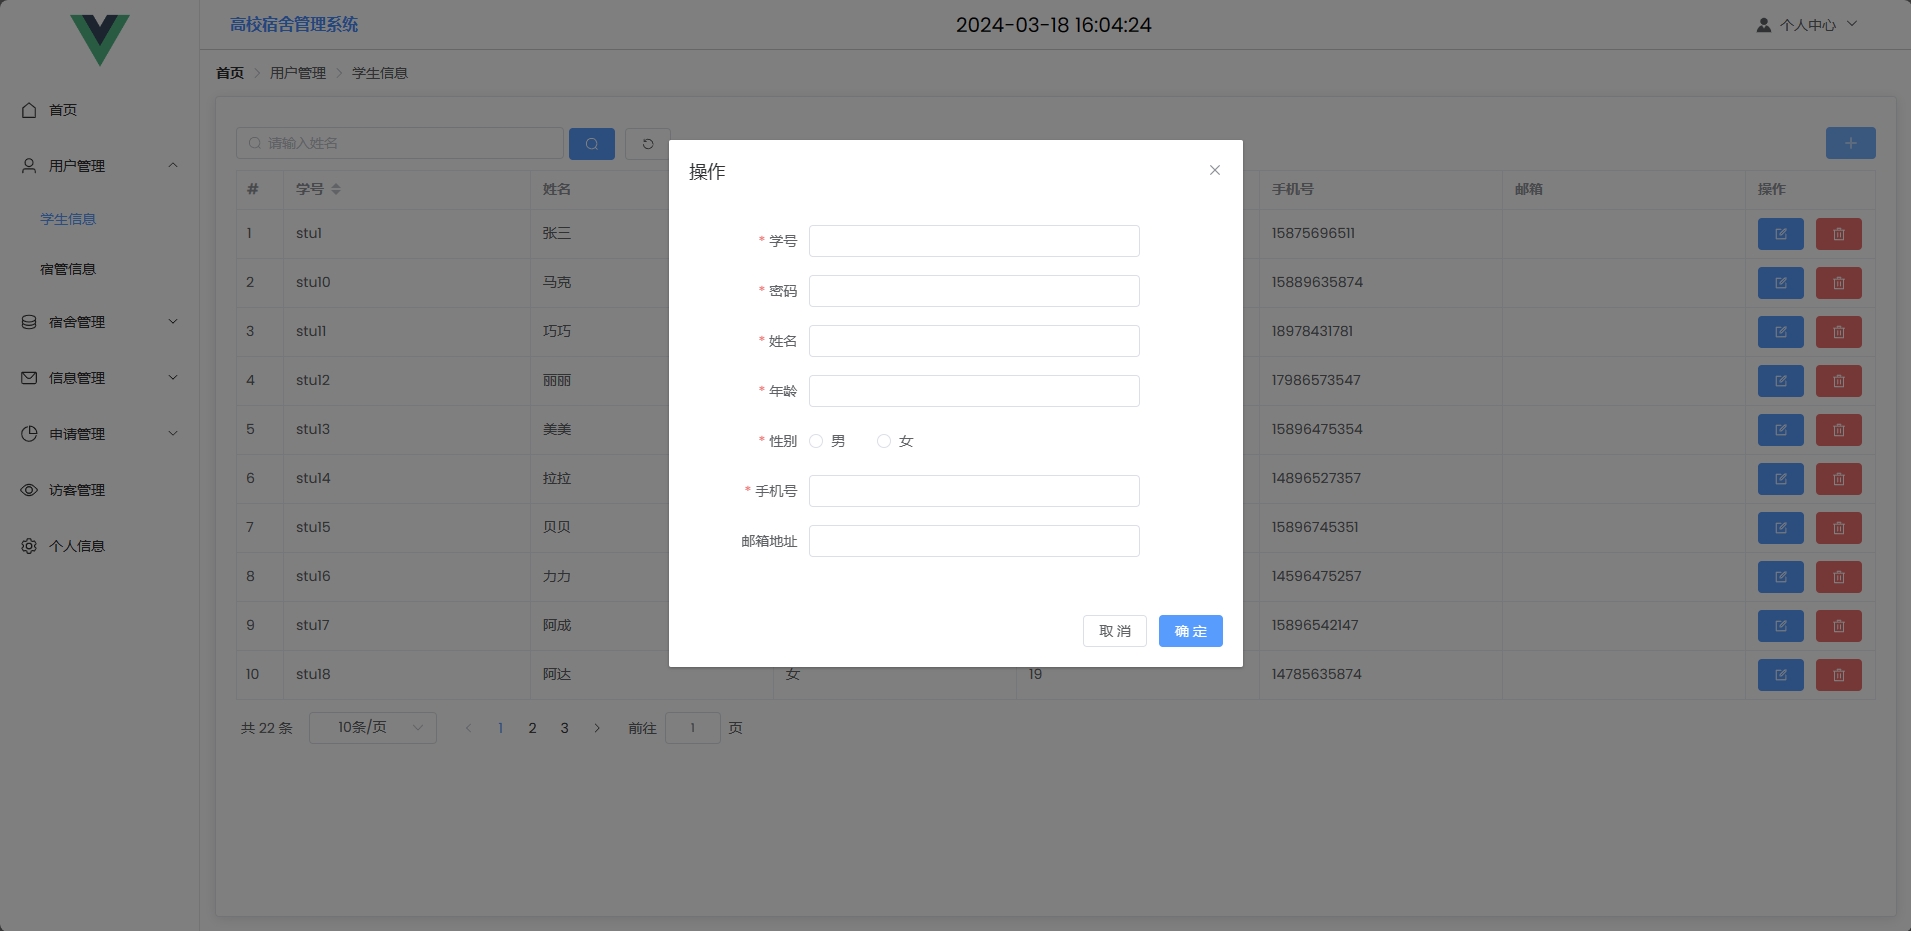 高校宿舍管理系统
2024-03-18 16:04:24
个人中心
首页
用户管理
学生信息
宿管信息
宿舍管理
信息管理
申请管理
访客管理
个人信息
首页 > 用户管理 > 学生信息
请输入姓名
# 学号 姓名 手机号 邮箱 操作
1 stu1 张三 15875696511
2 stu10 马克 15889635874
3 stu11 巧巧 18978431781
4 stu12 丽丽 17986573547
5 stu13 美美 15896475354
6 stu14 拉拉 14896527357
7 stu15 贝贝 15896745351
8 stu16 力力 14596475257
9 stu17 阿成 15896542147
10 stu18 阿达 女 19 14785635874
共 22 条 10条/页 1 2 3 前往 1 页
操作
* 学号
* 密码
* 姓名
* 年龄
* 性别 男 女
* 手机号
邮箱地址
取 消 确 定